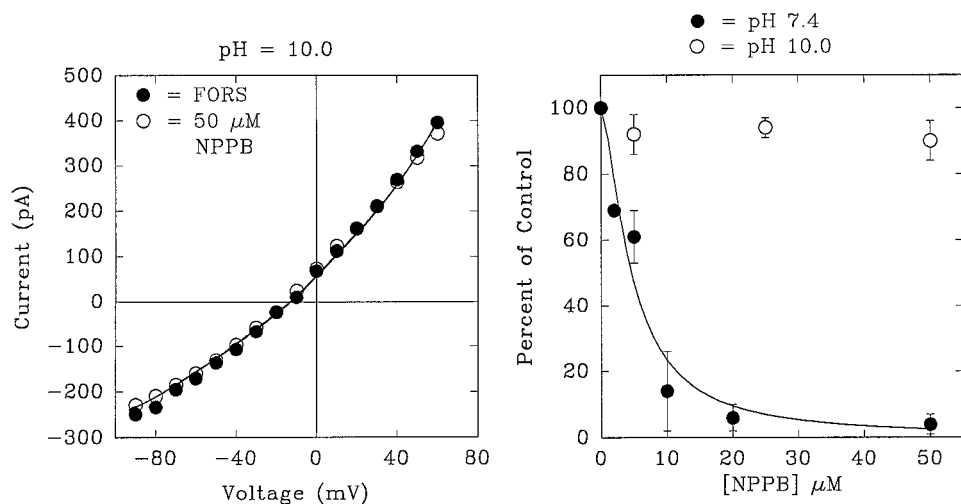 pH = 10.0
● = FORS
○ = 50 μM
NPPB
Current (pA)
500
400
300
200
100
0
−100
−200
−300
−80
−40
0
40
80
Voltage (mV)
● = pH 7.4
○ = pH 10.0
Percent of Control
100
80
60
40
20
0
0
10
20
30
40
50
[NPPB] μM